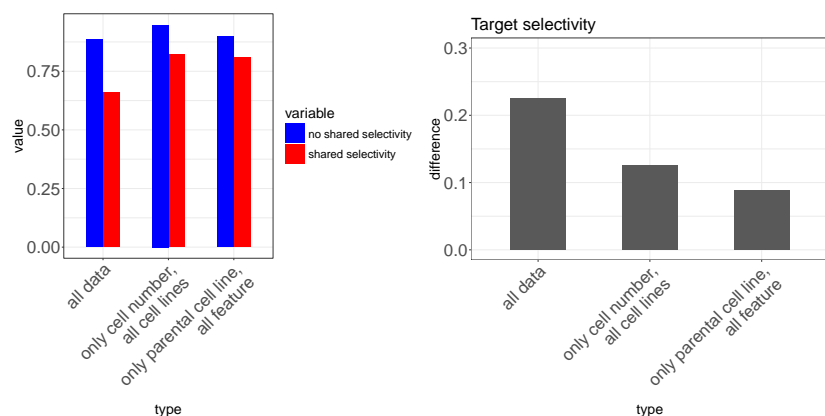 0.75
0.50
0.25
0.00
value
all data
only cell number,
all cell lines
only parental cell line,
all feature
type
variable
no shared selectivity
shared selectivity
Target selectivity
0.3
0.2
0.1
0.0
difference
all data
only cell number,
all cell lines
only parental cell line,
all feature
type